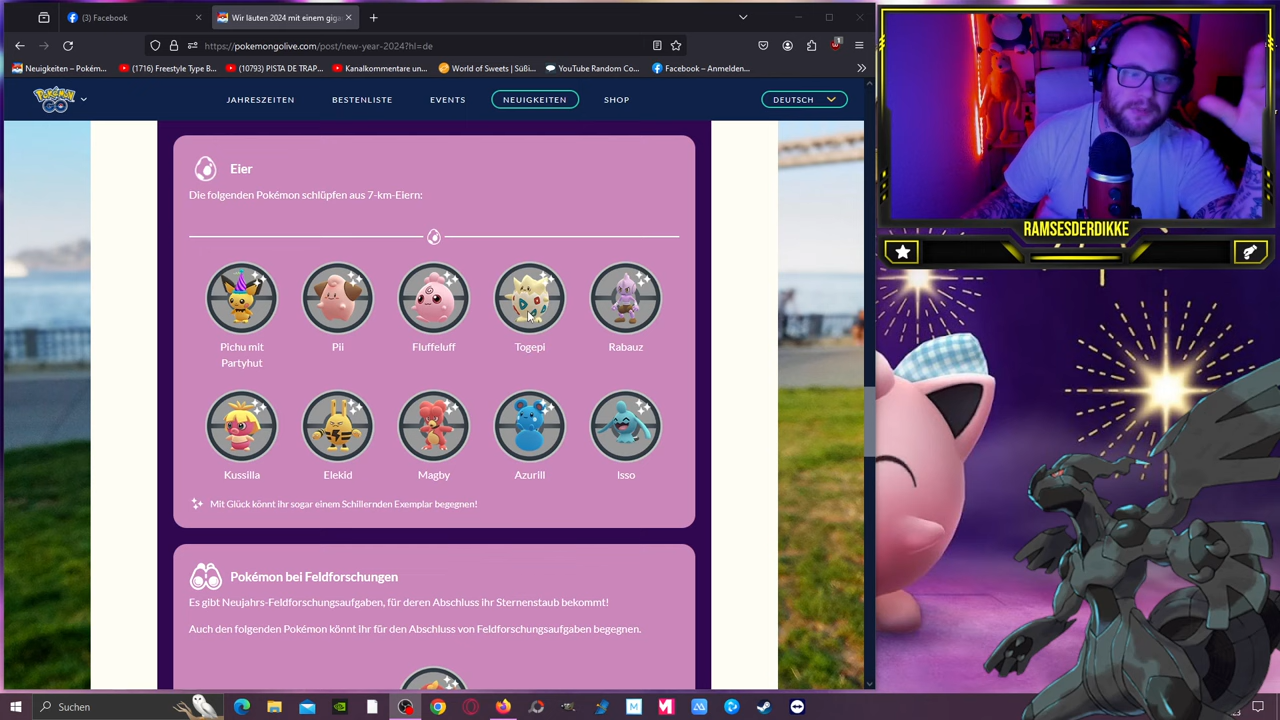 (3) Facebook
Wir läuten 2024 mit einem giga
https://pokemongolive.com/post/new-year-2024?hl=de
1
Neuigkeiten – Pokém...
(1716) Freestyle Type B...
(10793) PISTA DE TRAP...
Kanalkommentare un...
World of Sweets | Süßi...
YouTube Random Co...
Facebook – Anmelden...
JAHRESZEITEN
BESTENLISTE
EVENTS
NEUIGKEITEN
SHOP
DEUTSCH
Eier
Die folgenden Pokémon schlüpfen aus 7-km-Eiern:
Pichu mit
Partyhut
Pii
Fluffeluff
Togepi
Rabauz
Kussilla
Elekid
Magby
Azurill
Isso
Mit Glück könnt ihr sogar einem Schillernden Exemplar begegnen!
Pokémon bei Feldforschungen
Es gibt Neujahrs-Feldforschungsaufgaben, für deren Abschluss ihr Sternenstaub bekommt!
Auch den folgenden Pokémon könnt ihr für den Abschluss von Feldforschungsaufgaben begegnen.
RAMSESDERDIKKE
Suchen